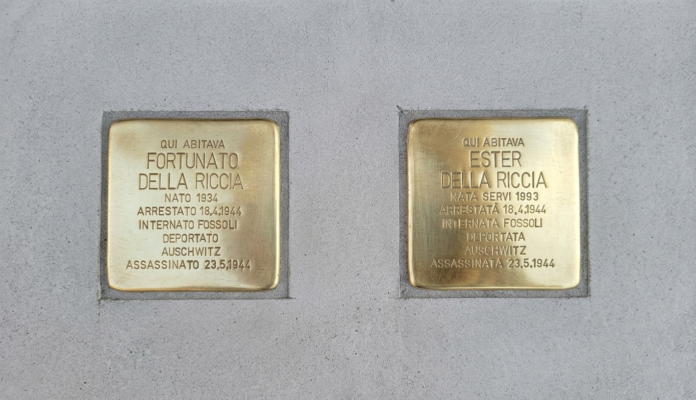 QUI ABITAVA
FORTUNATO
DELLA RICCIA
NATO 1934
ARRESTATO 18.4.1944
INTERNATO FOSSOLI
DEPORTATO
AUSCHWITZ
ASSASSINATO 23.5.1944
QUI ABITAVA
ESTER
DELLA RICCIA
NATA SERVI 1993
ARRESTATA 18.4.1944
INTERNATA FOSSOLI
DEPORTATA
AUSCHWITZ
ASSASSINATA 23.5.1944